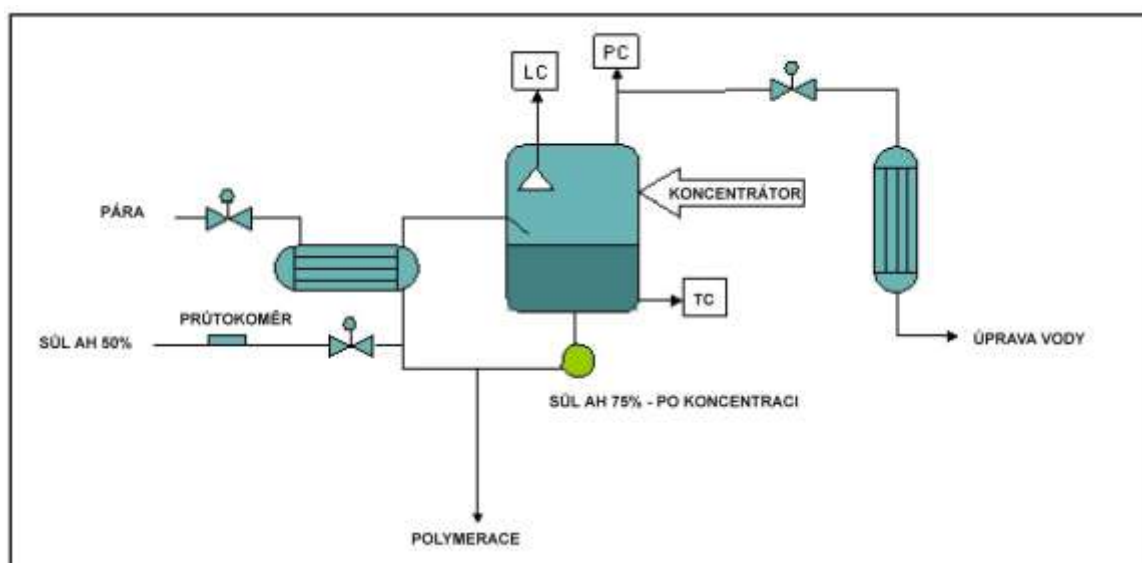 LC
PC
KONCENTRÁTOR
PÁRA
TC
PRŮTOKOMĚR
SŮL AH 50%
ÚPRAVA VODY
SŮL AH 75% - PO KONCENTRACI
POLYMERACE